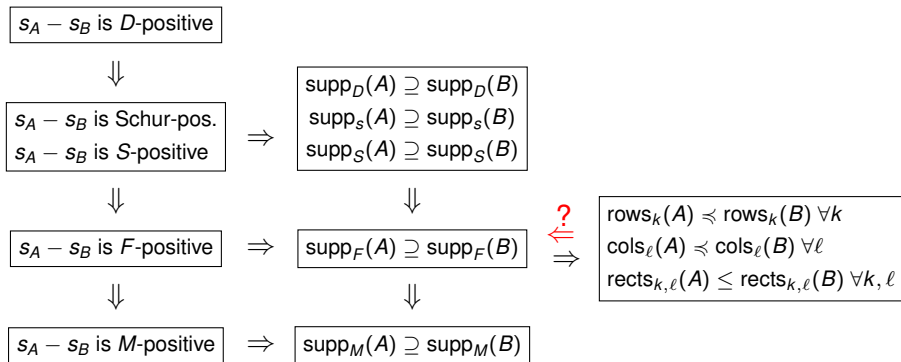 s_A − s_B is D-positive
⇓
s_A − s_B is Schur-pos.
s_A − s_B is S-positive
⇒
supp_D(A) ⊇ supp_D(B)
supp_s(A) ⊇ supp_s(B)
supp_S(A) ⊇ supp_S(B)
⇓ ⇓
s_A − s_B is F-positive
⇒
supp_F(A) ⊇ supp_F(B)
?
⇐
⇒
rows_k(A) ≼ rows_k(B) ∀k
cols_ℓ(A) ≼ cols_ℓ(B) ∀ℓ
rects_{k,ℓ}(A) ≤ rects_{k,ℓ}(B) ∀k, ℓ
⇓ ⇓
s_A − s_B is M-positive
⇒
supp_M(A) ⊇ supp_M(B)